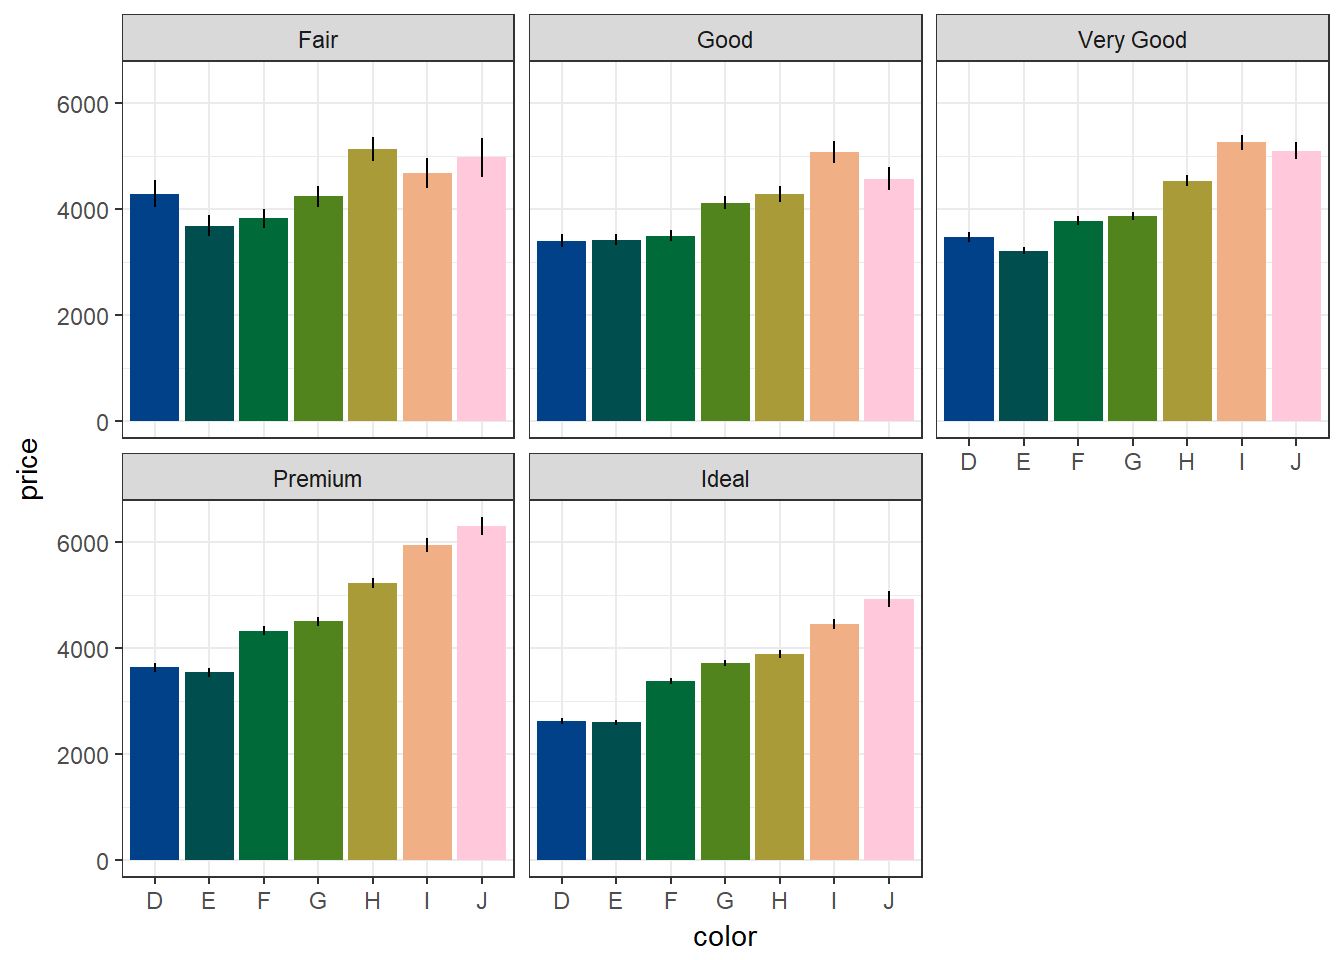 Fair
Good
Very Good
6000
4000
2000
0
D E F G H I J
price
Premium
Ideal
6000
4000
2000
0
D E F G H I J
D E F G H I J
color